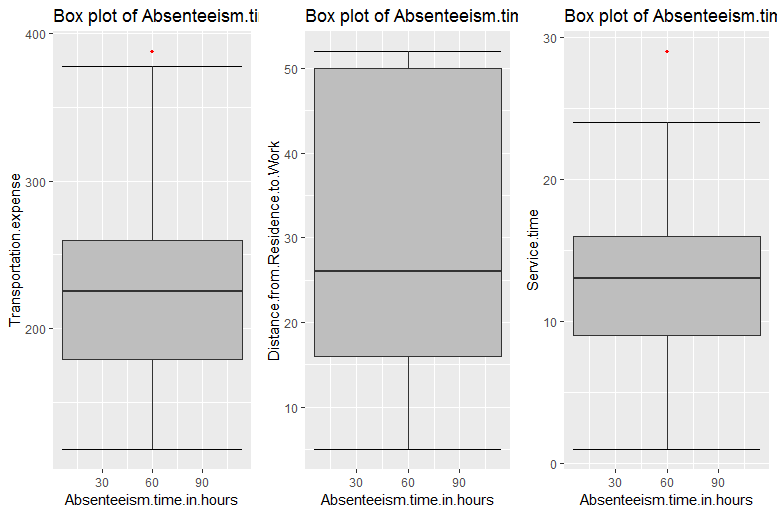 Box plot of Absenteeism.ti
Transportation.expense
400
300
200
30 60 90
Absenteeism.time.in.hours
Box plot of Absenteeism.tin
Distance.from.Residence.to.Work
50
40
30
20
10
30 60 90
Absenteeism.time.in.hours
Box plot of Absenteeism.tin
Service.time
30
20
10
0
30 60 90
Absenteeism.time.in.hours